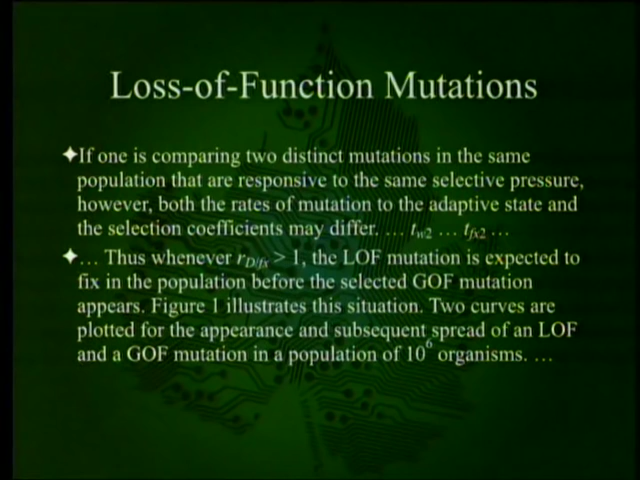 Loss-of-Function Mutations
✦If one is comparing two distinct mutations in the same
population that are responsive to the same selective pressure,
however, both the rates of mutation to the adaptive state and
the selection coefficients may differ. … tw2 … tfx2 …
✦… Thus whenever rD/fx > 1, the LOF mutation is expected to
fix in the population before the selected GOF mutation
appears. Figure 1 illustrates this situation. Two curves are
plotted for the appearance and subsequent spread of an LOF
and a GOF mutation in a population of 10^6 organisms. …